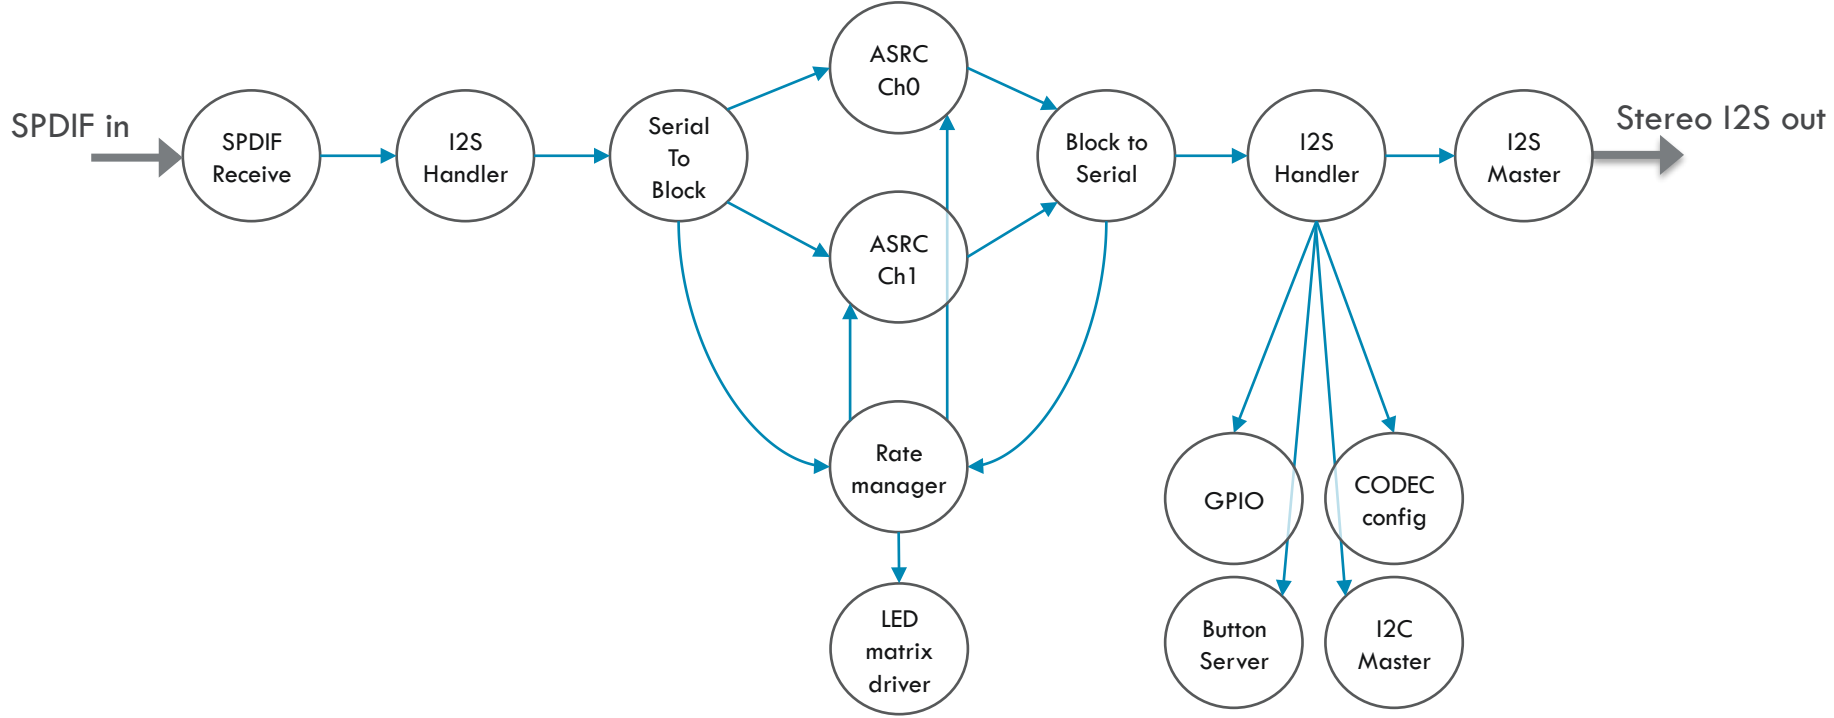 SPDIF in
SPDIF
Receive
I2S
Handler
Serial
To
Block
ASRC
Ch0
ASRC
Ch1
Rate
manager
LED
matrix
driver
Block to
Serial
I2S
Handler
I2S
Master
Stereo I2S out
GPIO
CODEC
config
Button
Server
I2C
Master